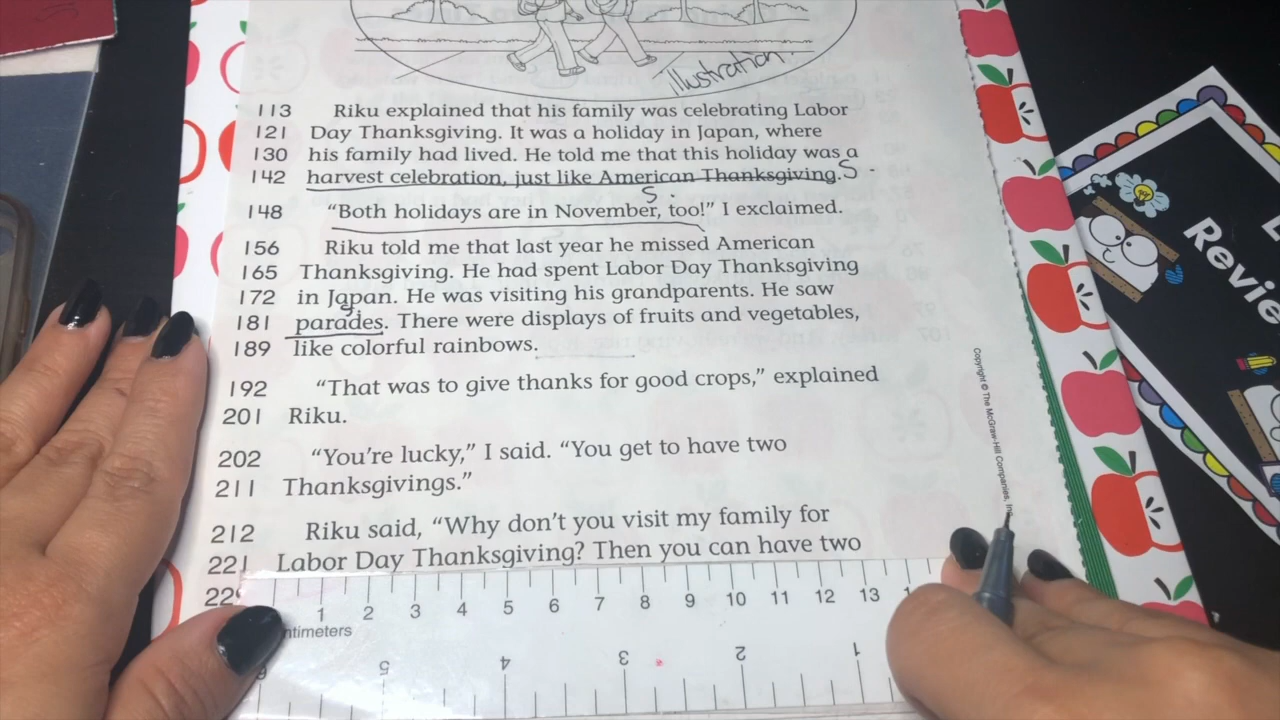 illustration
113 Riku explained that his family was celebrating Labor
121 Day Thanksgiving. It was a holiday in Japan, where
130 his family had lived. He told me that this holiday was a
142 harvest celebration, just like American Thanksgiving. S
S
148 "Both holidays are in November, too!" I exclaimed.
156 Riku told me that last year he missed American
165 Thanksgiving. He had spent Labor Day Thanksgiving
172 in Japan. He was visiting his grandparents. He saw
181 parades. There were displays of fruits and vegetables,
189 like colorful rainbows.
192 "That was to give thanks for good crops," explained
201 Riku.
202 "You're lucky," I said. "You get to have two
211 Thanksgivings."
212 Riku said, "Why don't you visit my family for
221 Labor Day Thanksgiving? Then you can have two
1 2 3 4 5 6 7 8 9 10 11 12 13
ntimeters
5 4 3 2 1
Copyright © The McGraw-Hill Companies, Inc.